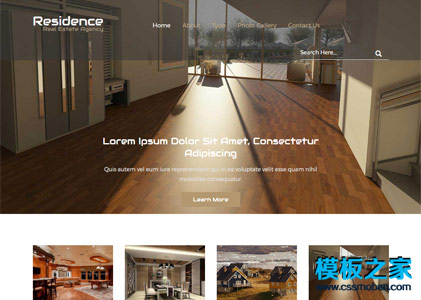 Residence
Real Estate Agency
Home About Typo Photo Gallery Contact Us
Search Here...
Lorem Ipsum Dolor Sit Amet, Consectetur
Adipiscing
Quis autem vel eum iure reprehenderit qui in ea voluptate velit esse quam nihil
molestiae consequatur.
Learn More
模板之家
www.cssmoban.com